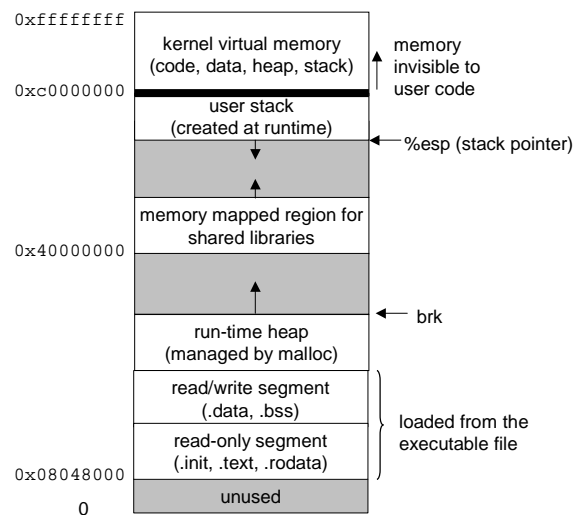 0xffffffff
kernel virtual memory
(code, data, heap, stack)
memory
invisible to
user code
0xc0000000
user stack
(created at runtime)
%esp (stack pointer)
memory mapped region for
shared libraries
0x40000000
brk
run-time heap
(managed by malloc)
read/write segment
(.data, .bss)
loaded from the
executable file
read-only segment
(.init, .text, .rodata)
0x08048000
unused
0